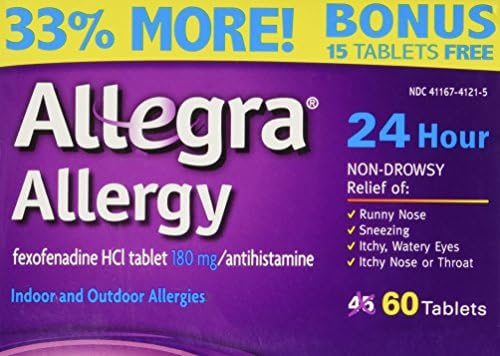 33% MORE!
BONUS
15 TABLETS FREE
NDC 41167-4121-5
Allegra®
Allergy
fexofenadine HCl tablet 180 mg/antihistamine
Indoor and Outdoor Allergies
24 Hour
NON-DROWSY
Relief of:
✓ Runny Nose
✓ Sneezing
✓ Itchy, Watery Eyes
✓ Itchy Nose or Throat
45 60 Tablets